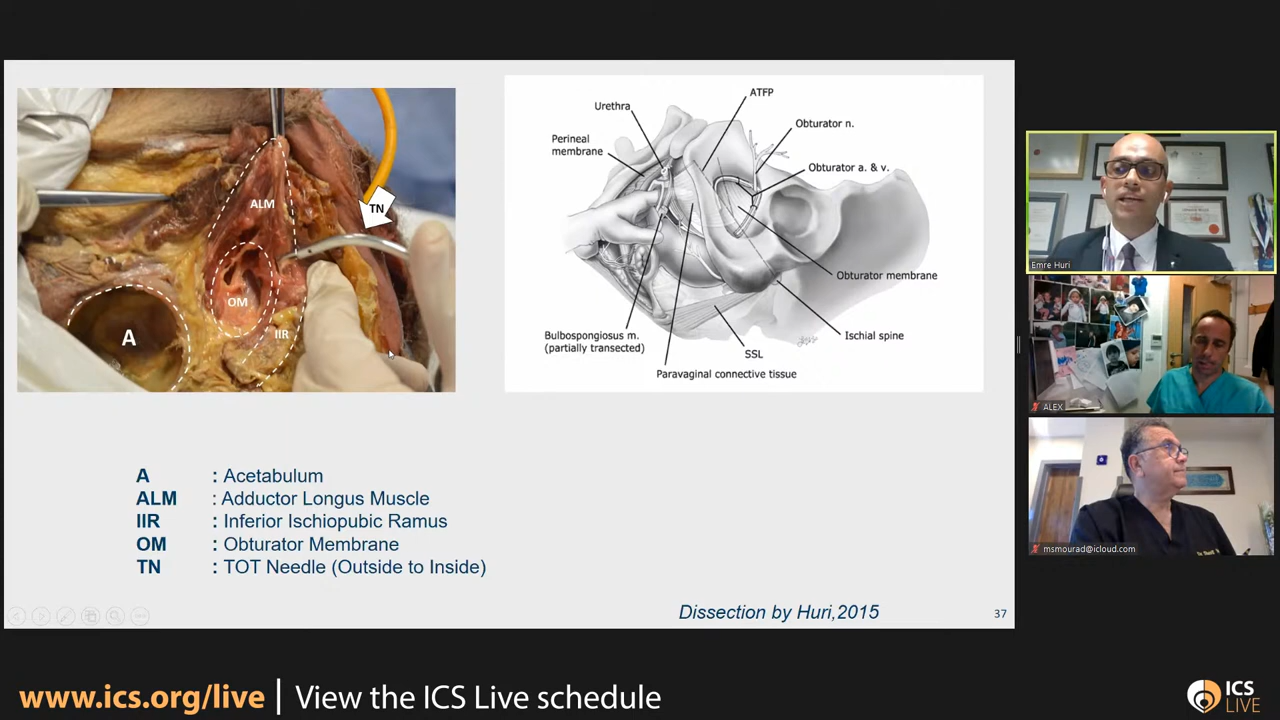 ALM
TN
OM
IIR
A
ATFP
Urethra
Obturator n.
Perineal
membrane
Obturator a. & v.
Obturator membrane
Bulbospongiosus m.
(partially transected)
Ischial spine
SSL
Paravaginal connective tissue
A : Acetabulum
ALM : Adductor Longus Muscle
IIR : Inferior Ischiopubic Ramus
OM : Obturator Membrane
TN : TOT Needle (Outside to Inside)
Dissection by Huri,2015
37
Emre Huri
ALEX
msmourad@icloud.com
www.ics.org/live | View the ICS Live schedule
ICS
LIVE